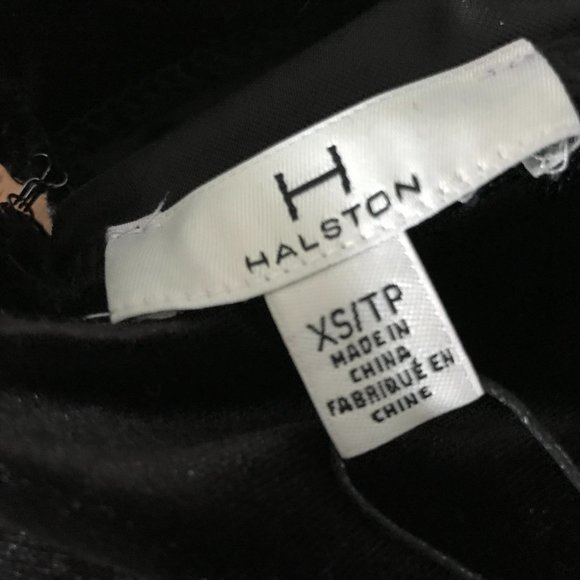 H
HALSTON
XS/TP
MADE IN
CHINA
FABRIQUÉ EN
CHINE